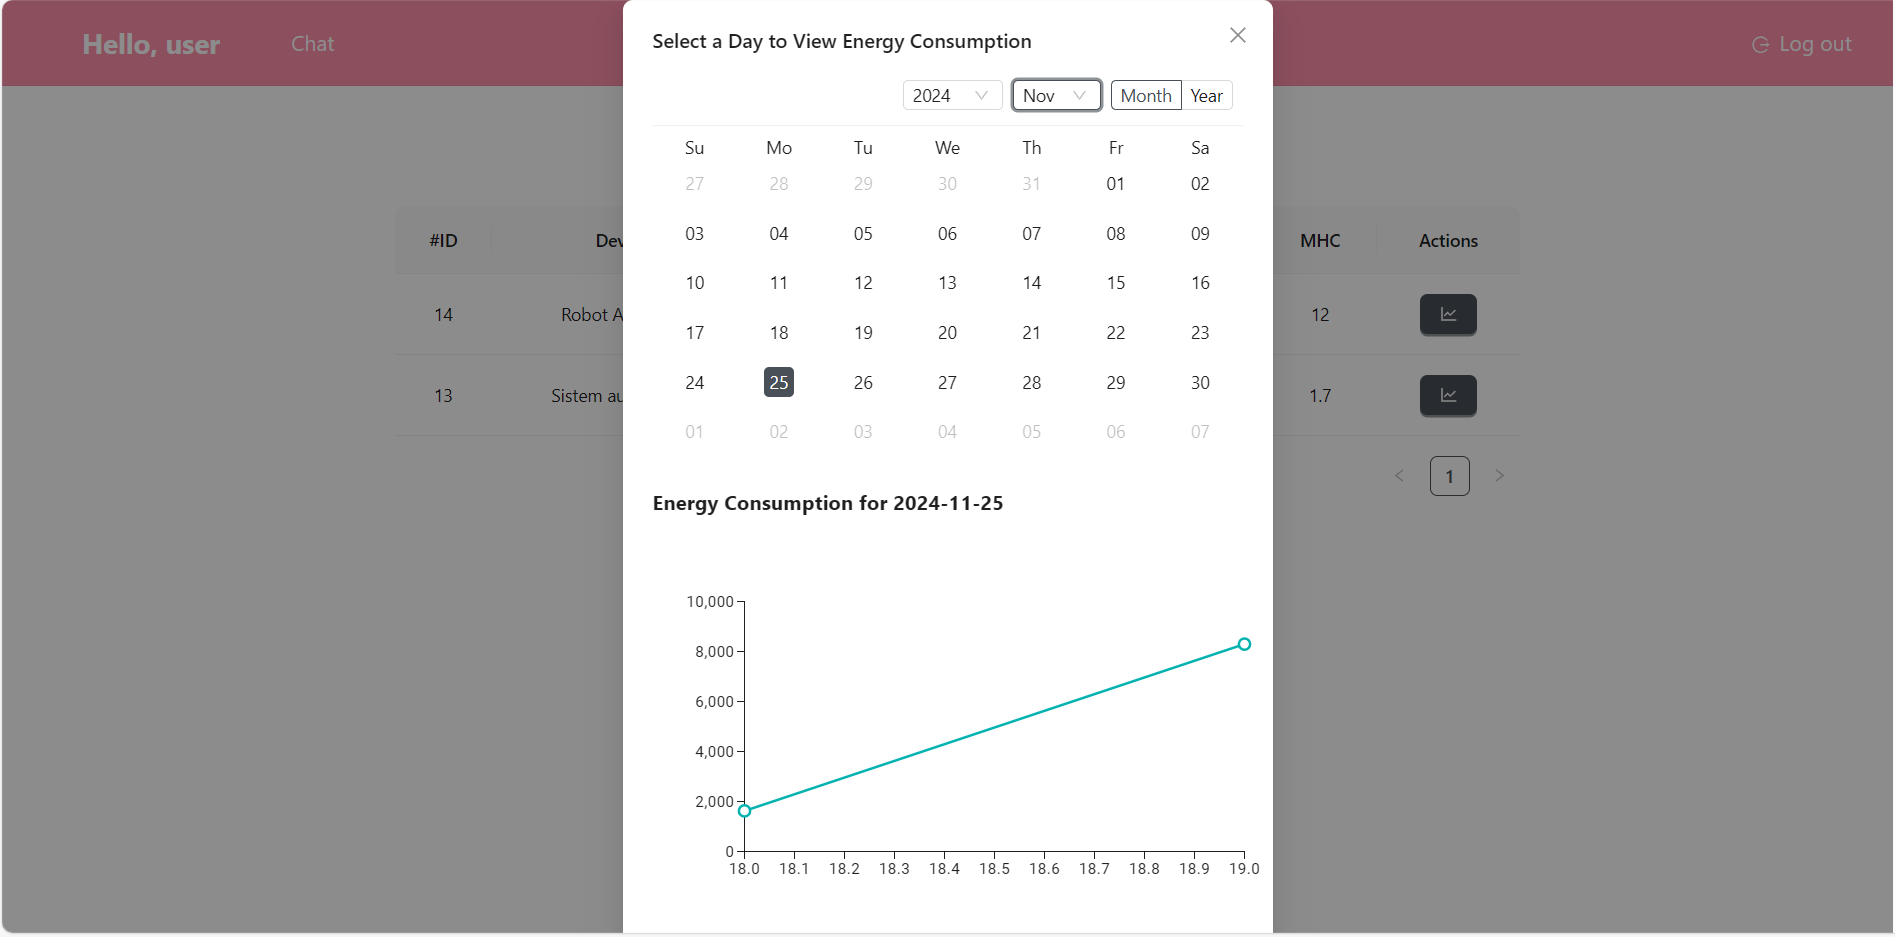 Hello, user Chat Log out
Select a Day to View Energy Consumption
2024 Nov Month Year
Su Mo Tu We Th Fr Sa
27 28 29 30 31 01 02
03 04 05 06 07 08 09
10 11 12 13 14 15 16
17 18 19 20 21 22 23
24 25 26 27 28 29 30
01 02 03 04 05 06 07
#ID Dev MHC Actions
14 Robot A 12
13 Sistem au 1.7
1
Energy Consumption for 2024-11-25
10,000
8,000
6,000
4,000
2,000
0
18.0 18.1 18.2 18.3 18.4 18.5 18.6 18.7 18.8 18.9 19.0